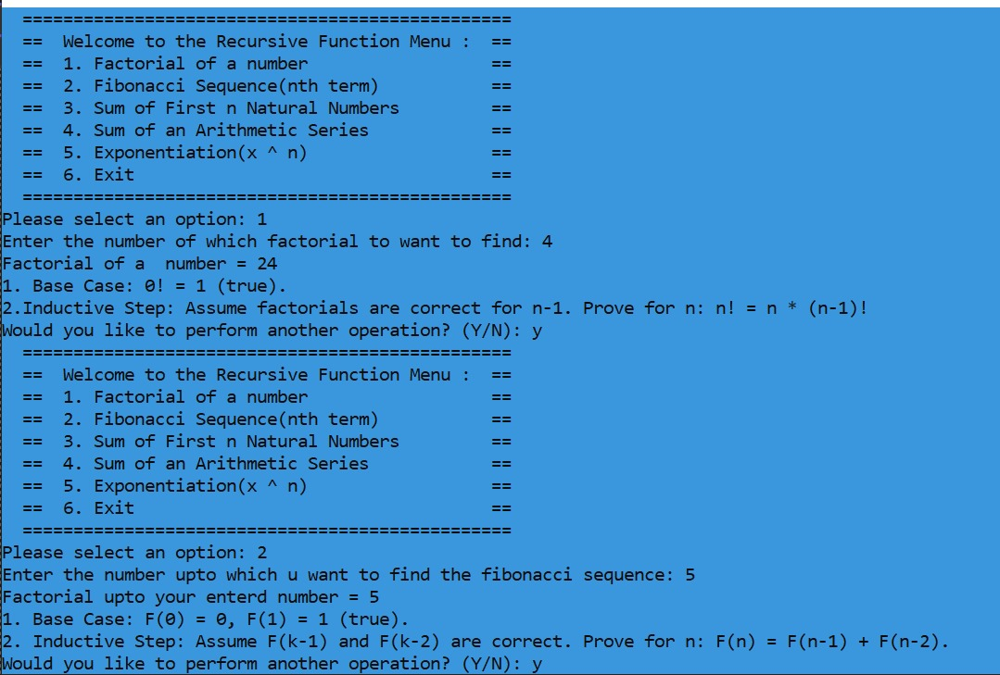 ================================================
==  Welcome to the Recursive Function Menu :  ==
==  1. Factorial of a number                  ==
==  2. Fibonacci Sequence(nth term)           ==
==  3. Sum of First n Natural Numbers         ==
==  4. Sum of an Arithmetic Series            ==
==  5. Exponentiation(x ^ n)                  ==
==  6. Exit                                   ==
================================================
Please select an option: 1
Enter the number of which factorial to want to find: 4
Factorial of a  number = 24
1. Base Case: 0! = 1 (true).
2.Inductive Step: Assume factorials are correct for n-1. Prove for n: n! = n * (n-1)!
Would you like to perform another operation? (Y/N): y
================================================
==  Welcome to the Recursive Function Menu :  ==
==  1. Factorial of a number                  ==
==  2. Fibonacci Sequence(nth term)           ==
==  3. Sum of First n Natural Numbers         ==
==  4. Sum of an Arithmetic Series            ==
==  5. Exponentiation(x ^ n)                  ==
==  6. Exit                                   ==
================================================
Please select an option: 2
Enter the number upto which u want to find the fibonacci sequence: 5
Factorial upto your enterd number = 5
1. Base Case: F(0) = 0, F(1) = 1 (true).
2. Inductive Step: Assume F(k-1) and F(k-2) are correct. Prove for n: F(n) = F(n-1) + F(n-2).
Would you like to perform another operation? (Y/N): y